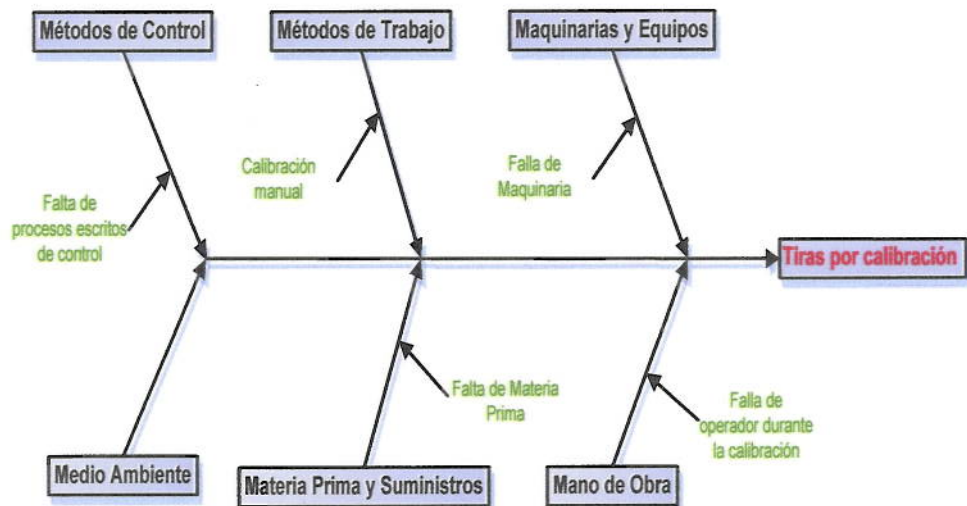 Métodos de Control
Métodos de Trabajo
Maquinarias y Equipos
Falta de
procesos escritos
de control
Calibración
manual
Falla de
Maquinaria
Tiras por calibración
Falta de Materia
Prima
Falla de
operador durante
la calibración
Medio Ambiente
Materia Prima y Suministros
Mano de Obra